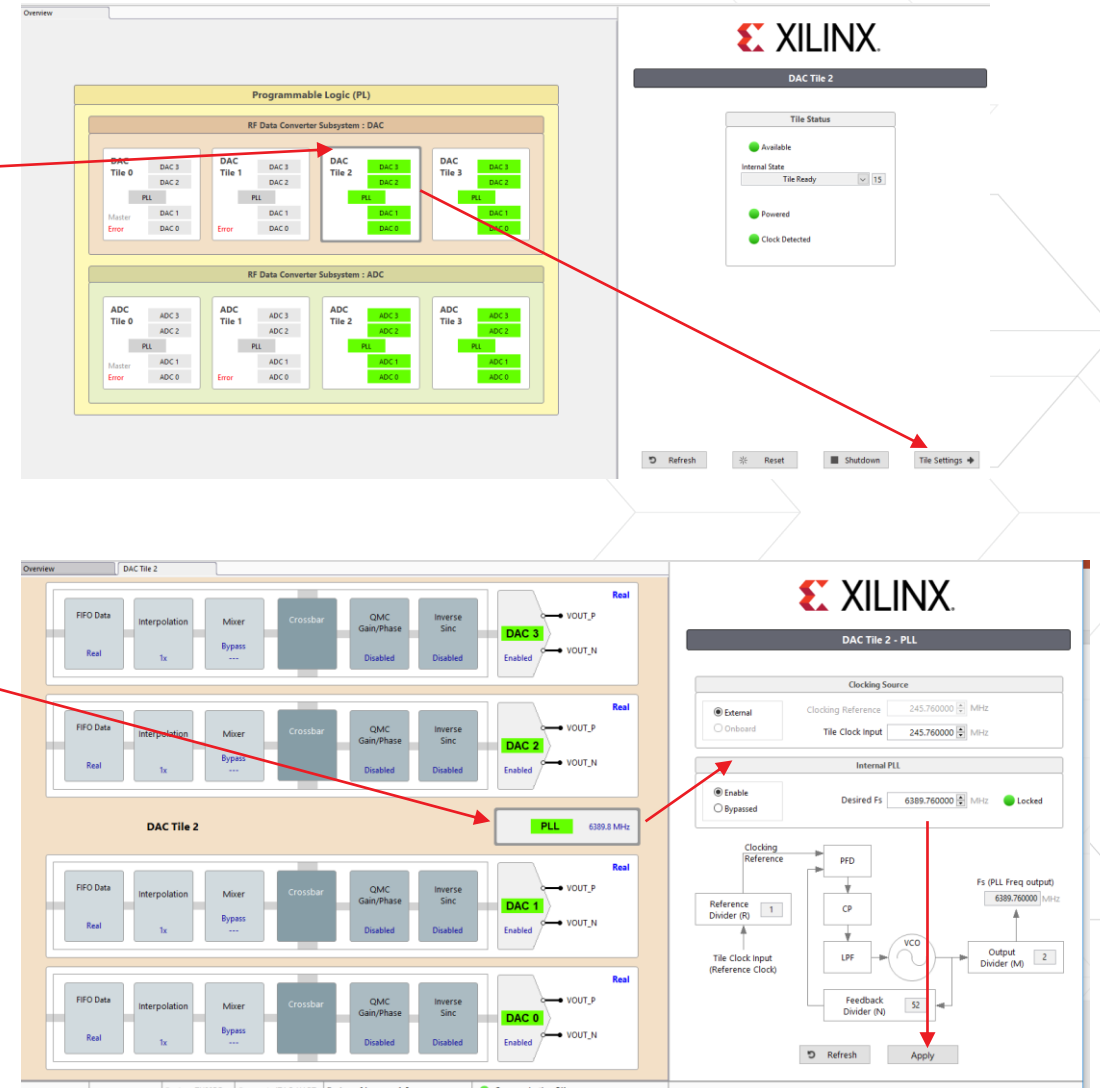 Overview
XILINX.
DAC Tile 2
Programmable Logic (PL)
RF Data Converter Subsystem : DAC
DAC Tile 0
DAC 3
DAC 2
PLL
Master
DAC 1
Error
DAC 0
DAC Tile 1
DAC 3
DAC 2
PLL
DAC 1
Error
DAC 0
DAC Tile 2
DAC 3
DAC 2
PLL
DAC 1
DAC 0
DAC Tile 3
DAC 3
DAC 2
PLL
DAC 1
DAC 0
RF Data Converter Subsystem : ADC
ADC Tile 0
ADC 3
ADC 2
PLL
Master
ADC 1
Error
ADC 0
ADC Tile 1
ADC 3
ADC 2
PLL
ADC 1
Error
ADC 0
ADC Tile 2
ADC 3
ADC 2
PLL
ADC 1
ADC 0
ADC Tile 3
ADC 3
ADC 2
PLL
ADC 1
ADC 0
Tile Status
Available
Internal State
Tile Ready 15
Powered
Clock Detected
Refresh
Reset
Shutdown
Tile Settings
Overview
DAC Tile 2
FIFO Data
Real
Interpolation
1x
Mixer
Bypass
---
Crossbar
QMC
Gain/Phase
Disabled
Inverse
Sinc
Disabled
Real
DAC 3
Enabled
VOUT_P
VOUT_N
FIFO Data
Real
Interpolation
1x
Mixer
Bypass
---
Crossbar
QMC
Gain/Phase
Disabled
Inverse
Sinc
Disabled
Real
DAC 2
Enabled
VOUT_P
VOUT_N
DAC Tile 2
PLL 6389.8 MHz
FIFO Data
Real
Interpolation
1x
Mixer
Bypass
---
Crossbar
QMC
Gain/Phase
Disabled
Inverse
Sinc
Disabled
Real
DAC 1
Enabled
VOUT_P
VOUT_N
FIFO Data
Real
Interpolation
1x
Mixer
Bypass
---
Crossbar
QMC
Gain/Phase
Disabled
Inverse
Sinc
Disabled
Real
DAC 0
Enabled
VOUT_P
VOUT_N
XILINX.
DAC Tile 2 - PLL
Clocking Source
External
Onboard
Clocking Reference 245.760000 MHz
Tile Clock Input 245.760000 MHz
Internal PLL
Enable
Bypassed
Desired Fs 6389.760000 MHz Locked
Clocking
Reference
PFD
Reference
Divider (R) 1
CP
Fs (PLL Freq output)
6389.760000 MHz
LPF
VCO
Output
Divider (M) 2
Tile Clock Input
(Reference Clock)
Feedback
Divider (N) 52
Refresh
Apply